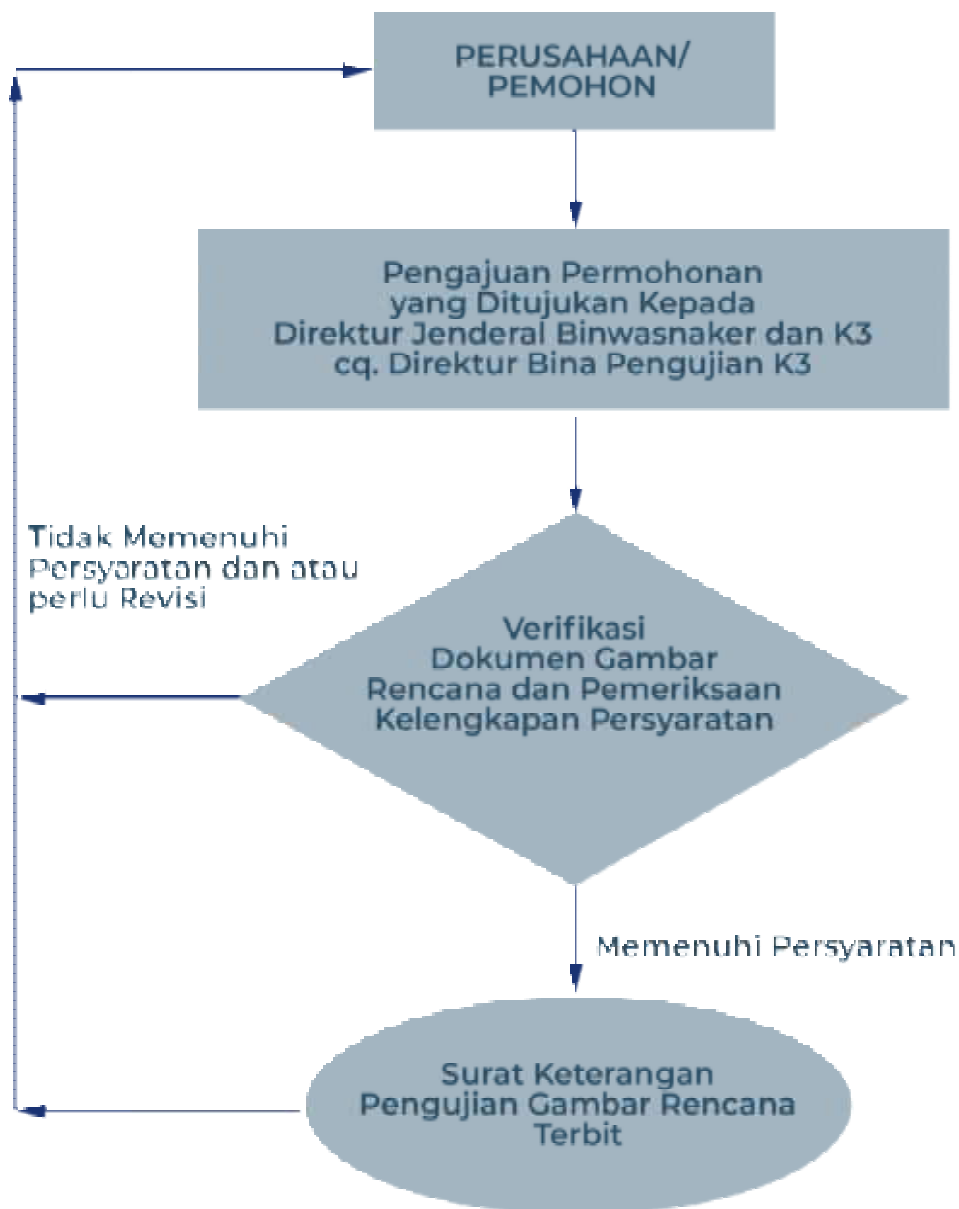 PERUSAHAAN/
PEMOHON
Pengajuan Permohonan
yang Ditujukan Kepada
Direktur Jenderal Binwasnaker dan K3
cq. Direktur Bina Pengujian K3
Tidak Memenuhi
Persyaratan dan atau
perlu Revisi
Verifikasi
Dokumen Gambar
Rencana dan Pemeriksaan
Kelengkapan Persyaratan
Memenuhi Persyaratan
Surat Keterangan
Pengujian Gambar Rencana
Terbit